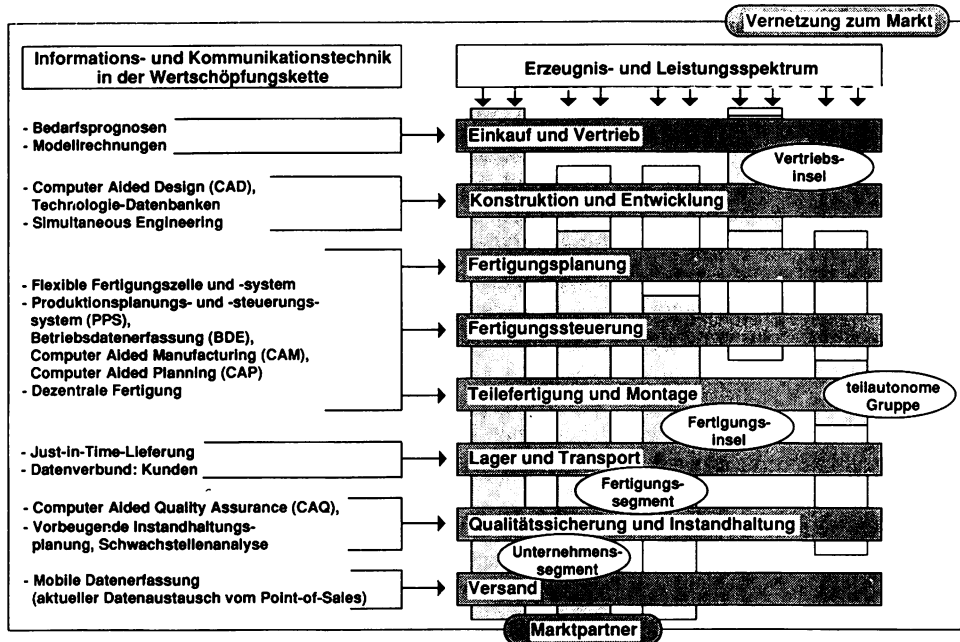 Vernetzung zum Markt
Informations- und Kommunikationstechnik
in der Wertschöpfungskette
Erzeugnis- und Leistungsspektrum
- Bedarfsprognosen
- Modellrechnungen
Einkauf und Vertrieb
Vertriebs-
insel
- Computer Aided Design (CAD),
Technologie-Datenbanken
- Simultaneous Engineering
Konstruktion und Entwicklung
Fertigungsplanung
- Flexible Fertigungszelle und -system
- Produktionsplanungs- und -steuerungs-
system (PPS),
Betriebsdatenerfassung (BDE),
Computer Aided Manufacturing (CAM),
Computer Aided Planning (CAP)
- Dezentrale Fertigung
Fertigungssteuerung
Teilefertigung und Montage
teilautonome
Gruppe
Fertigungs-
insel
- Just-in-Time-Lieferung
- Datenverbund: Kunden
Lager und Transport
Fertigungs-
segment
- Computer Aided Quality Assurance (CAQ),
- Vorbeugende Instandhaltungs-
planung, Schwachstellenanalyse
Qualitätssicherung und Instandhaltung
Unternehmens-
segment
- Mobile Datenerfassung
(aktueller Datenaustausch vom Point-of-Sales)
Versand
Marktpartner